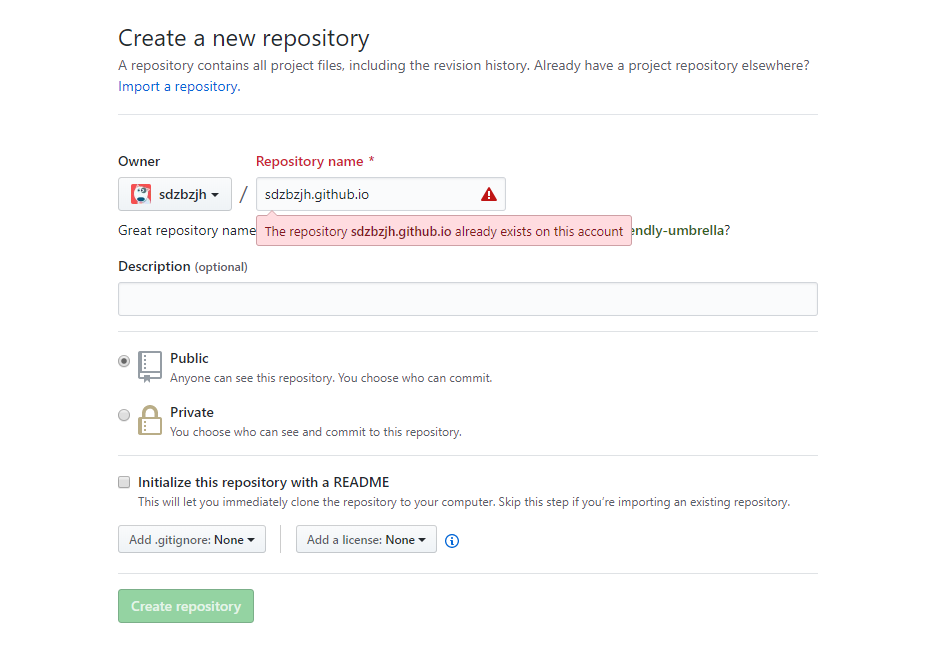 Create a new repository
A repository contains all project files, including the revision history. Already have a project repository elsewhere?
Import a repository.
Owner
Repository name *
sdzbzjh
/
sdzbzjh.github.io
Great repository name
The repository sdzbzjh.github.io already exists on this account
ndly-umbrella?
Description (optional)
Public
Anyone can see this repository. You choose who can commit.
Private
You choose who can see and commit to this repository.
Initialize this repository with a README
This will let you immediately clone the repository to your computer. Skip this step if you’re importing an existing repository.
Add .gitignore: None
Add a license: None
Create repository